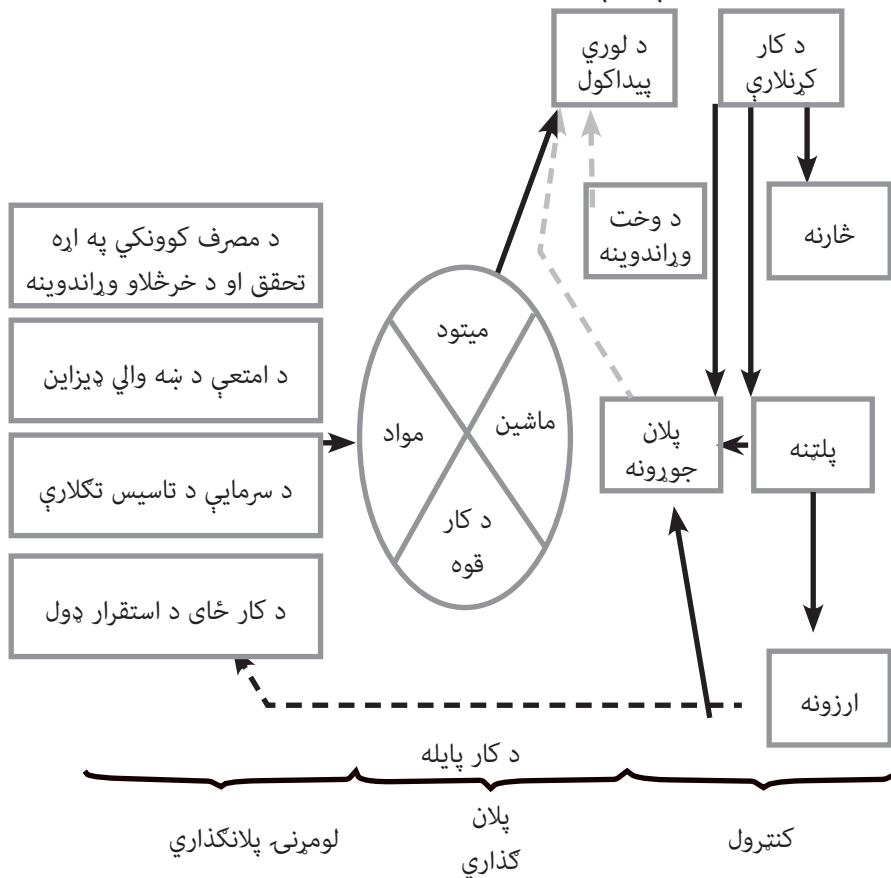 د کار
کړنلارې
د لوري
پیداکول
څارنه
د وخت
وړاندوینه
د مصرف کوونکي په اړه
تحقق او د خرڅلاو وړاندوینه
میتود
د امتعې د ښه والي ډیزاین
ماشین
مواد
پلان
جوړونه
پلټنه
د سرمایې د تاسیس تګلارې
د کار
قوه
د کار ځای د استقرار ډول
ارزونه
د کار پایله
کنټرول
پلان
ګذاري
لومړنۍ پلانګذاري